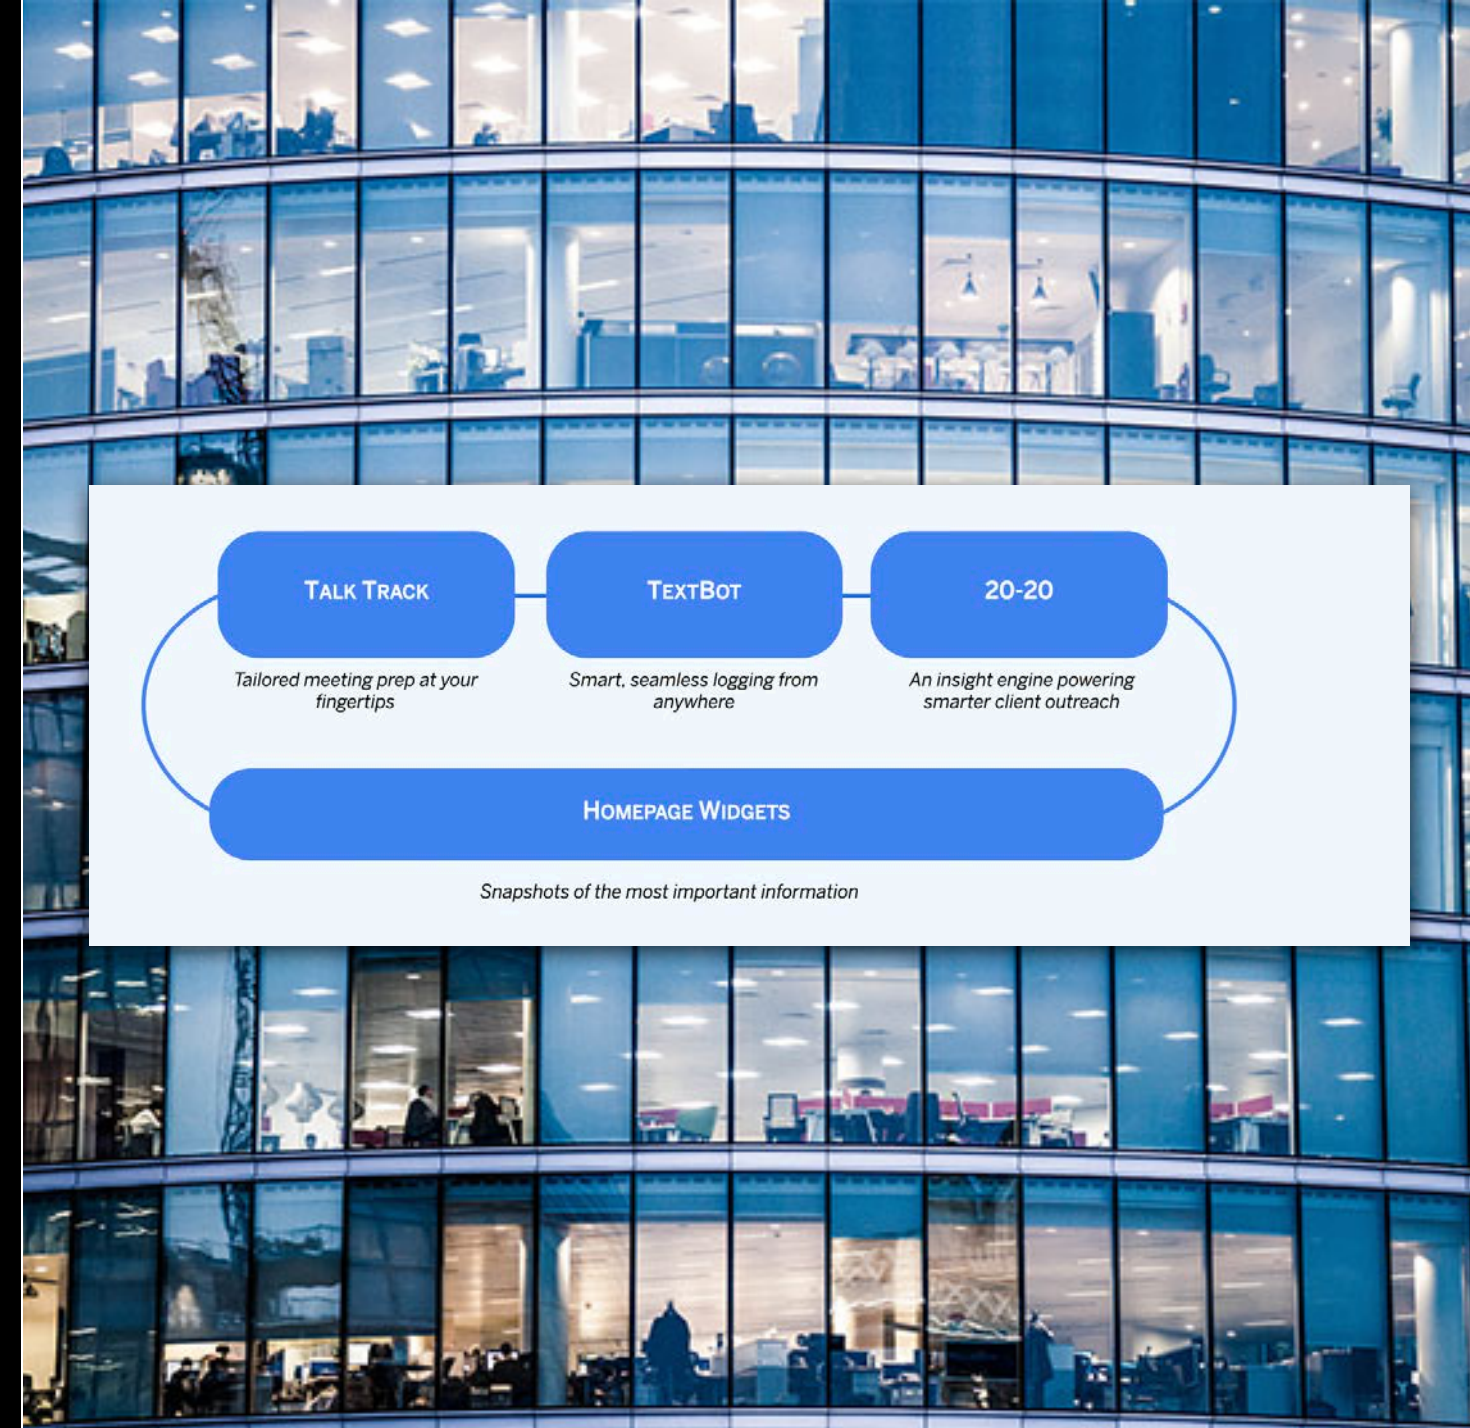 TALK TRACK
TEXTBOT
20-20
Tailored meeting prep at your
fingertips
Smart, seamless logging from
anywhere
An insight engine powering
smarter client outreach
HOMEPAGE WIDGETS
Snapshots of the most important information